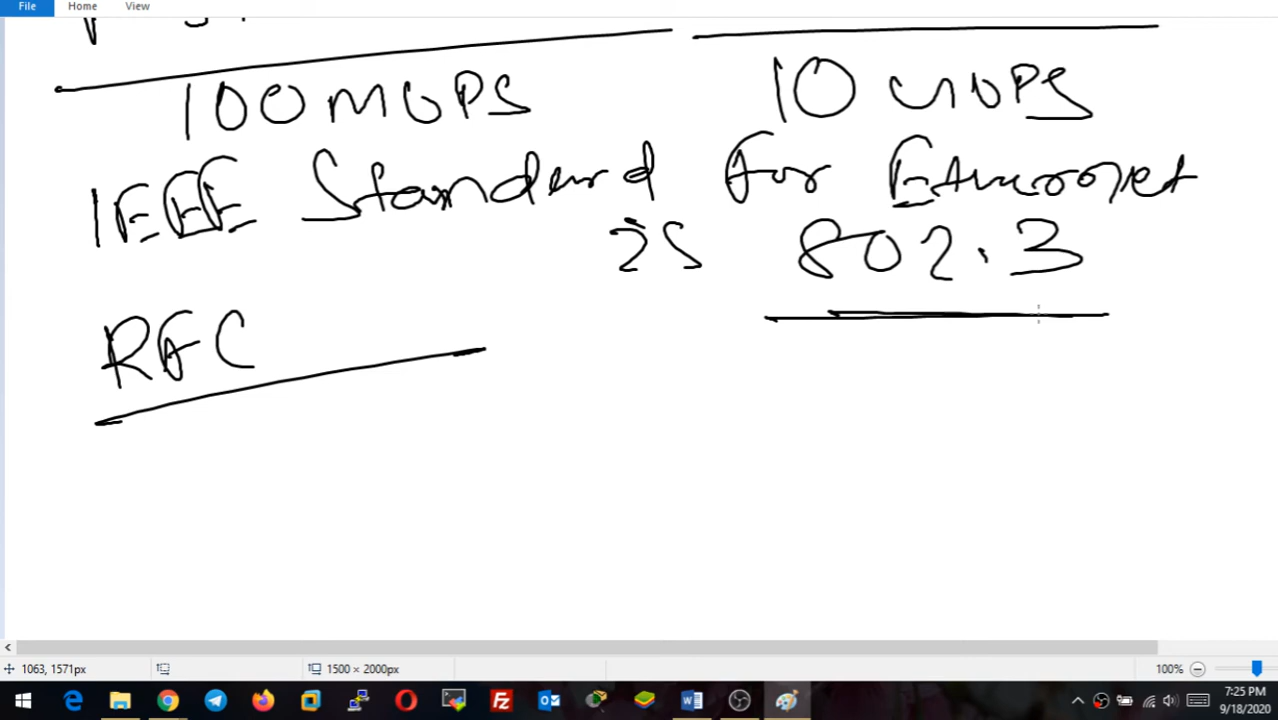 File Home View
100 MBPS 10 MBPS
IEEE Standard For Ethernet
is 802.3
RFC
1063, 1571px 1500 × 2000px 100%
7:25 PM
9/18/2020